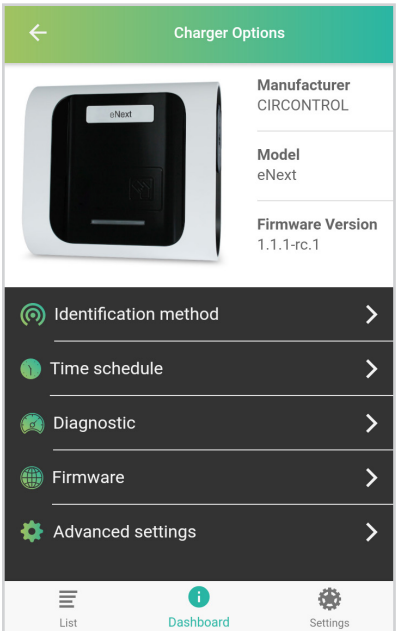 Charger Options
eNext
Manufacturer
CIRCONTROL
Model
eNext
Firmware Version
1.1.1-rc.1
Identification method
Time schedule
Diagnostic
Firmware
Advanced settings
List
Dashboard
Settings